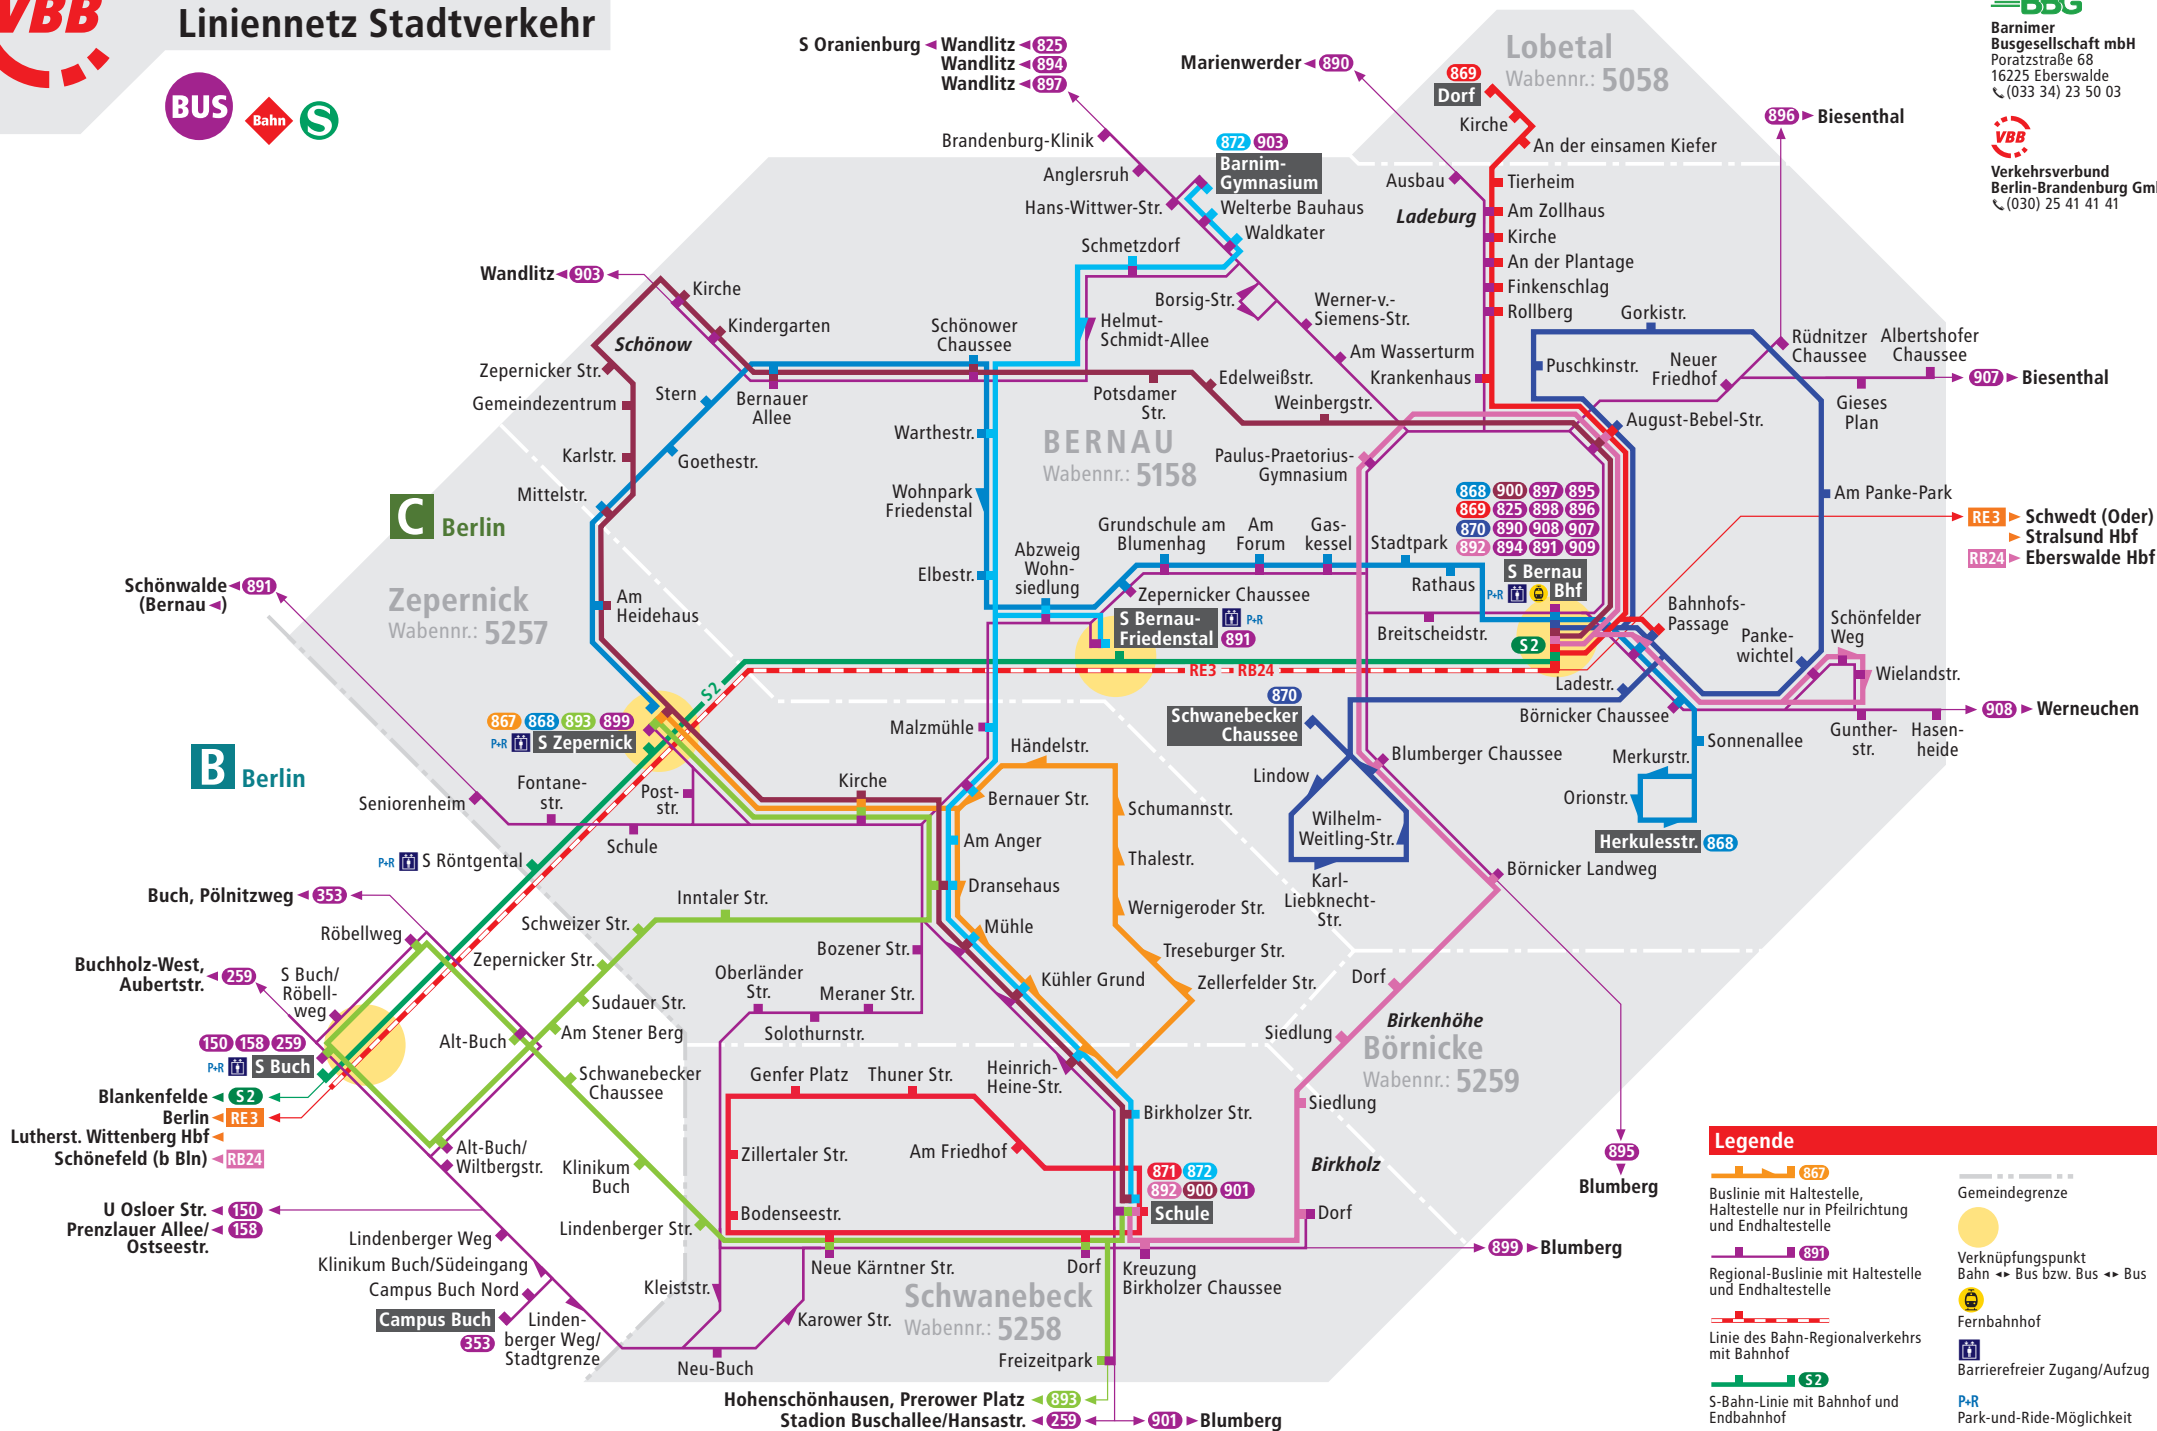 VBB
Liniennetz Stadtverkehr
BUS
Bahn
S
BBG
Barnimer
Busgesellschaft mbH
Poratzstraße 68
16225 Eberswalde
(033 34) 23 50 03
VBB
Verkehrsverbund
Berlin-Brandenburg Gm
(030) 25 41 41 41
S Oranienburg Wandlitz 825
Wandlitz 894
Wandlitz 897
Marienwerder 890
Lobetal
Wabennr.: 5058
869
Dorf
Kirche
An der einsamen Kiefer
896 Biesenthal
Brandenburg-Klinik
Anglersruh
Hans-Wittwer-Str.
872 903
Barnim-
Gymnasium
Welterbe Bauhaus
Waldkater
Schmetzdorf
Ausbau
Ladeburg
Tierheim
Am Zollhaus
Kirche
An der Plantage
Finkenschlag
Rollberg
Wandlitz 903
Kirche
Kindergarten
Schönow
Schönower
Chaussee
Helmut-
Schmidt-Allee
Borsig-Str.
Werner-v.-
Siemens-Str.
Am Wasserturm
Krankenhaus
Gorkistr.
Puschkinstr.
Neuer
Friedhof
Rüdnitzer
Chaussee
Albertshofer
Chaussee
907 Biesenthal
Gieses
Plan
Zepernicker Str.
Gemeindezentrum
Karlstr.
Mittelstr.
Stern
Goethestr.
Bernauer
Allee
Potsdamer
Str.
Edelweißstr.
Weinbergstr.
August-Bebel-Str.
BERNAU
Wabennr.: 5158
Warthestr.
Wohnpark
Friedenstal
Elbestr.
Paulus-Praetorius-
Gymnasium
868 900 897 895
869 825 898 896
870 890 908 907
892 894 891 909
S Bernau
P+R Bhf
S2
Am Panke-Park
RE3 Schwedt (Oder)
Stralsund Hbf
RB24 Eberswalde Hbf
C Berlin
Zepernick
Wabennr.: 5257
Am
Heidehaus
Schönwalde 891
(Bernau )
Abzweig
Wohn-
siedlung
Grundschule am
Blumenhag
Am
Forum
Gas-
kessel
Stadtpark
Rathaus
Zepernicker Chaussee
S Bernau- P+R
Friedenstal 891
Breitscheidstr.
Bahnhofs-
Passage
Panke-
wichtel
Schönfelder
Weg
Wielandstr.
Ladestr.
Börnicker Chaussee
908 Werneuchen
Gunther-
str.
Hasen-
heide
S2
RE3 RB24
B Berlin
867 868 893 899
P+R S Zepernick
Malzmühle
870
Schwanebecker
Chaussee
Blumberger Chaussee
Lindow
Wilhelm-
Weitling-Str.
Karl-
Liebknecht-
Str.
Sonnenallee
Merkurstr.
Orionstr.
Herkulesstr. 868
Börnicker Landweg
Seniorenheim
Fontane-
str.
Post-
str.
Schule
Kirche
Händelstr.
Bernauer Str.
Schumannstr.
Thalestr.
Wernigeroder Str.
Treseburger Str.
Zellerfelder Str.
Am Anger
Dransehaus
Mühle
Kühler Grund
P+R S Röntgental
Buch, Pölnitzweg 353
Röbellweg
Buchholz-West,
Aubertstr. 259
S Buch/
Röbell-
weg
150 158 259
P+R S Buch
Inntaler Str.
Schweizer Str.
Zepernicker Str.
Sudauer Str.
Am Stener Berg
Alt-Buch
Schwanebecker
Chaussee
Bozener Str.
Oberländer
Str.
Meraner Str.
Solothurnstr.
Dorf
Siedlung
Birkenhöhe
Börnicke
Wabennr.: 5259
Siedlung
Blankenfelde S2
Berlin RE3
Lutherst. Wittenberg Hbf
Schönefeld (b Bln) RB24
Genfer Platz
Thuner Str.
Heinrich-
Heine-Str.
Birkholzer Str.
Am Friedhof
Zillertaler Str.
Bodenseestr.
871 872
892 900 901
Schule
Birkholz
Dorf
895
Blumberg
Alt-Buch/
Wiltbergstr.
Klinikum
Buch
Lindenberger Str.
U Osloer Str. 150
Prenzlauer Allee/ 158
Ostseestr.
Lindenberger Weg
Klinikum Buch/Südeingang
Campus Buch Nord
Campus Buch
353
Linden-
berger Weg/
Stadtgrenze
Kleiststr.
Neu-Buch
Karower Str.
Neue Kärntner Str.
Dorf
Kreuzung
Birkholzer Chaussee
899 Blumberg
Schwanebeck
Wabennr.: 5258
Freizeitpark
Hohenschönhausen, Prerower Platz 893
Stadion Buschallee/Hansastr. 259
901 Blumberg
Legende
867
Buslinie mit Haltestelle,
Haltestelle nur in Pfeilrichtung
und Endhaltestelle
891
Regional-Buslinie mit Haltestelle
und Endhaltestelle
Linie des Bahn-Regionalverkehrs
mit Bahnhof
S2
S-Bahn-Linie mit Bahnhof und
Endbahnhof
Gemeindegrenze
Verknüpfungspunkt
Bahn Bus bzw. Bus Bus
Fernbahnhof
Barrierefreier Zugang/Aufzug
P+R
Park-und-Ride-Möglichkeit